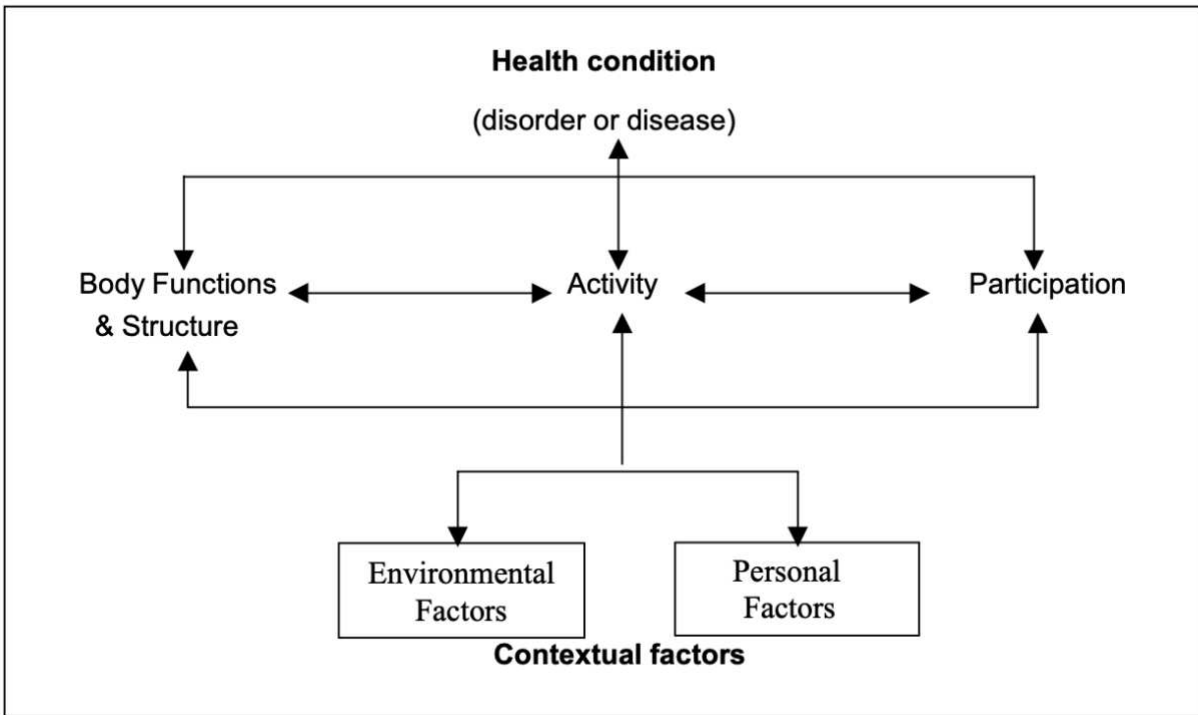 Health condition
(disorder or disease)
Body Functions
& Structure
Activity
Participation
Environmental
Factors
Personal
Factors
Contextual factors